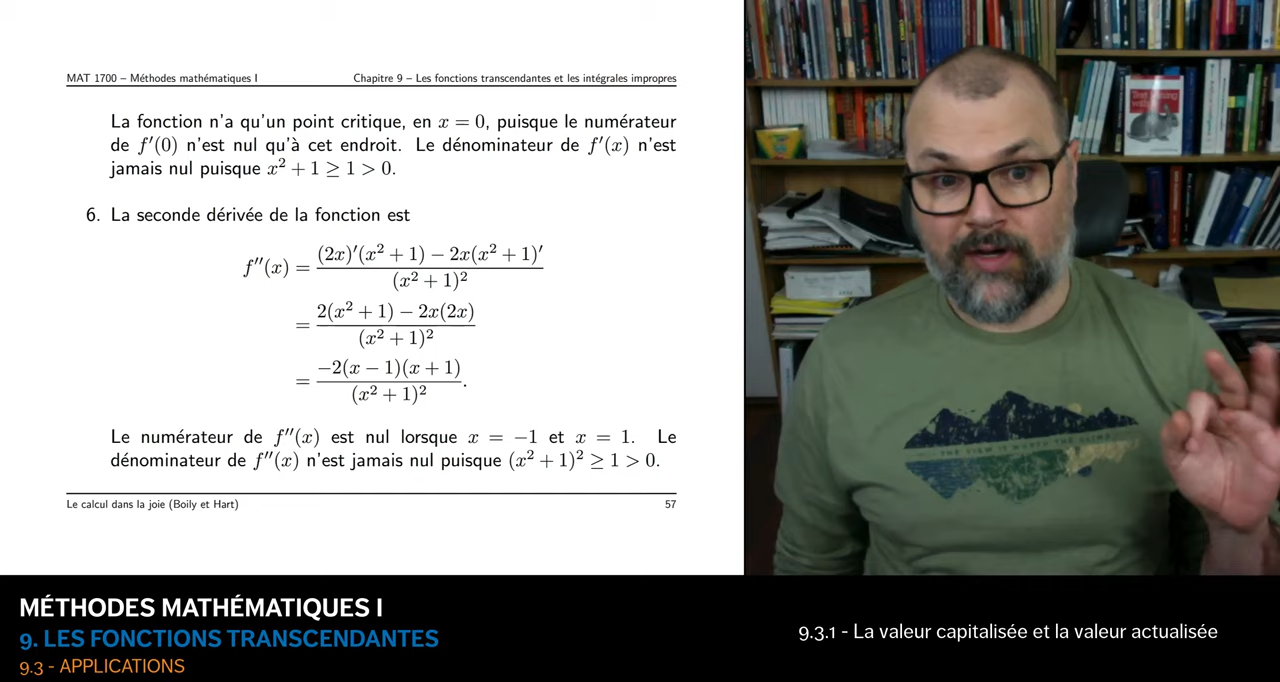 MAT 1700 – Méthodes mathématiques I
Chapitre 9 – Les fonctions transcendantes et les intégrales impropres
La fonction n'a qu'un point critique, en x = 0, puisque le numérateur
de f′(0) n'est nul qu'à cet endroit. Le dénominateur de f′(x) n'est
jamais nul puisque x² + 1 ≥ 1 > 0.
6. La seconde dérivée de la fonction est
f″(x) = (2x)′(x² + 1) − 2x(x² + 1)′ / (x² + 1)²
= 2(x² + 1) − 2x(2x) / (x² + 1)²
= −2(x − 1)(x + 1) / (x² + 1)².
Le numérateur de f″(x) est nul lorsque x = −1 et x = 1. Le
dénominateur de f″(x) n'est jamais nul puisque (x² + 1)² ≥ 1 > 0.
Le calcul dans la joie (Boily et Hart)
57
THE VIEW IS WORTH THE CLIMB
MÉTHODES MATHÉMATIQUES I
9. LES FONCTIONS TRANSCENDANTES
9.3 - APPLICATIONS
9.3.1 - La valeur capitalisée et la valeur actualisée